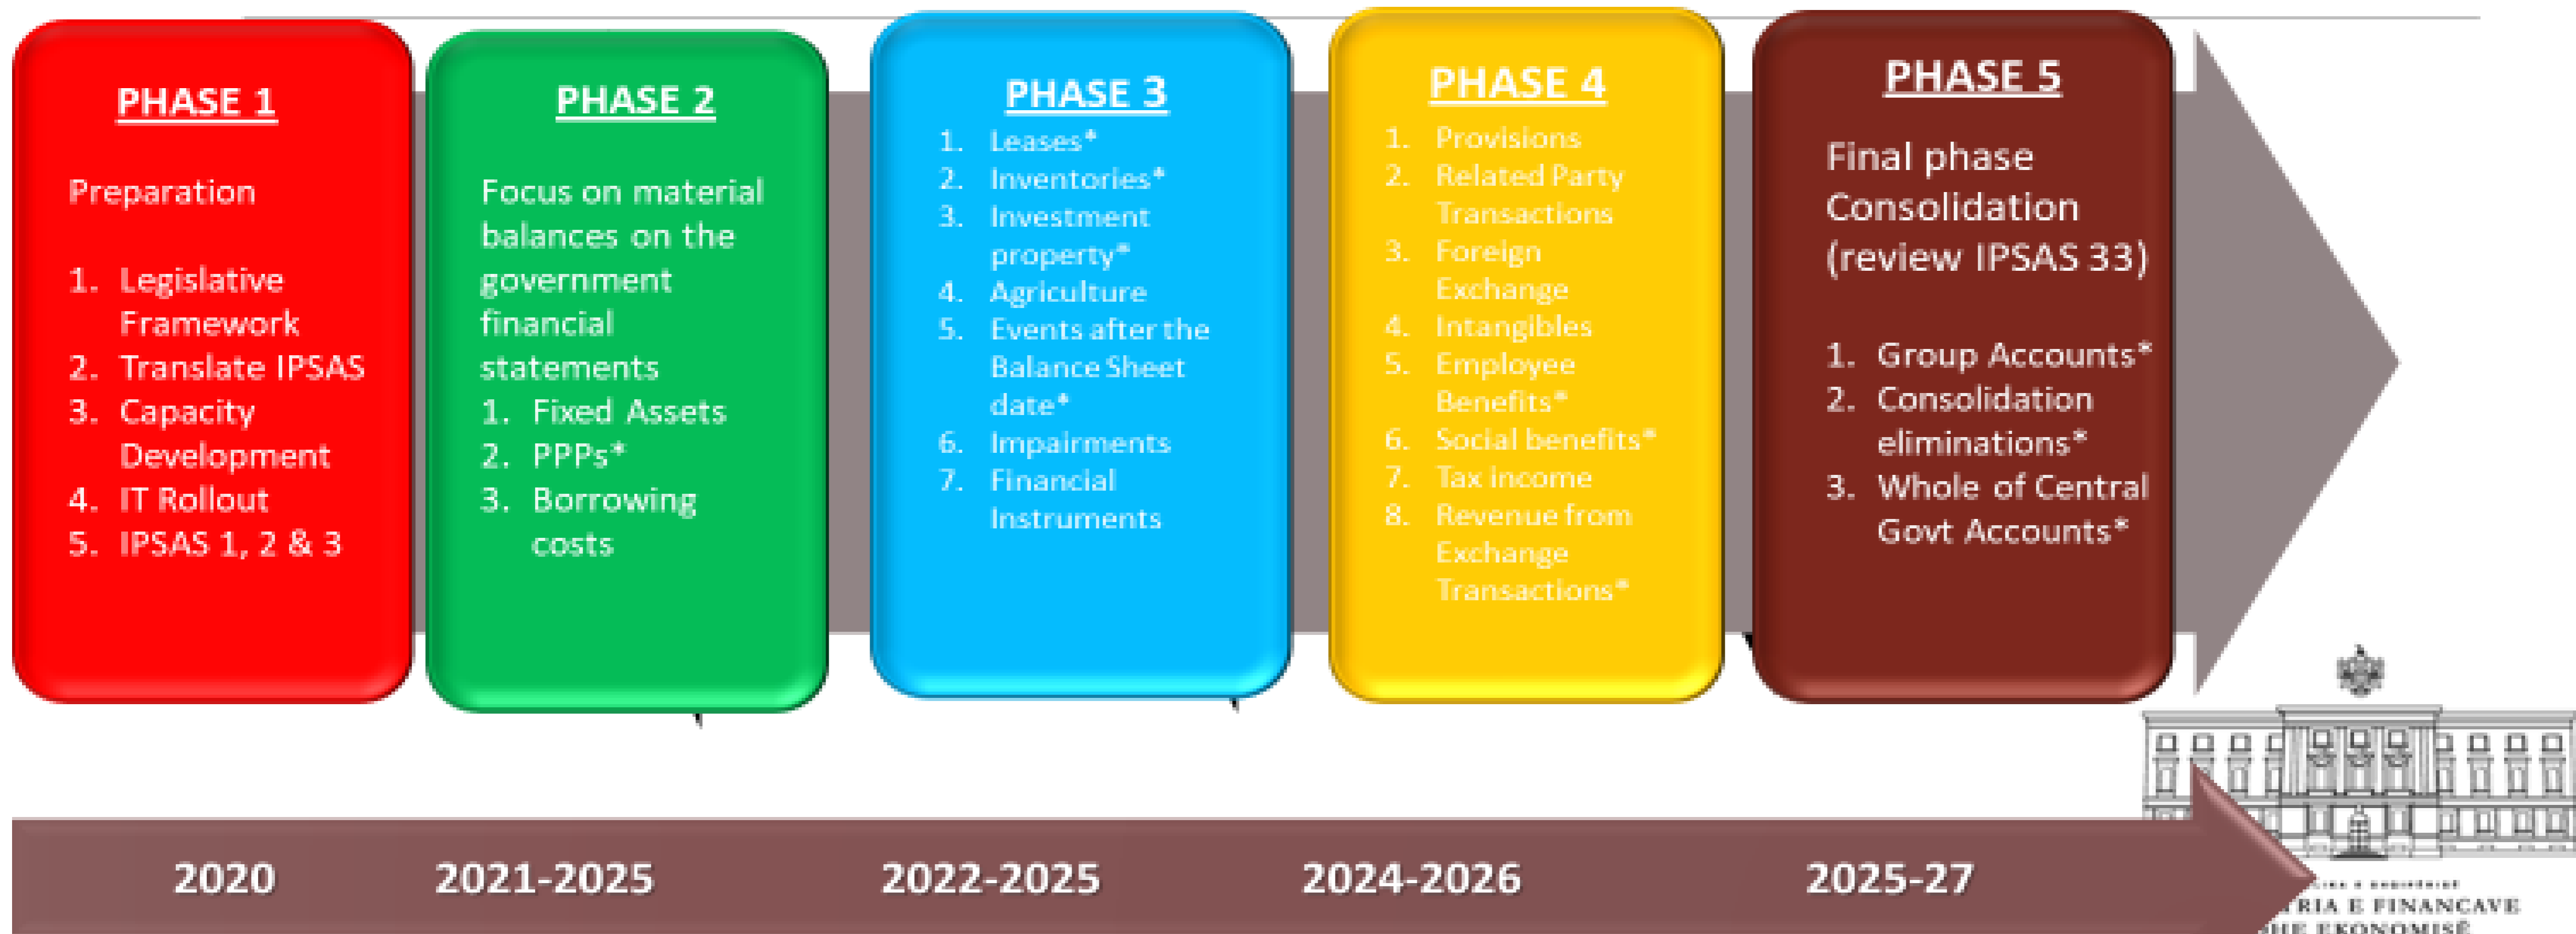 PHASE 1
Preparation
1. Legislative
Framework
2. Translate IPSAS
3. Capacity
Development
4. IT Rollout
5. IPSAS 1, 2 & 3
PHASE 2
Focus on material
balances on the
government
financial
statements
1. Fixed Assets
2. PPPs*
3. Borrowing
costs
PHASE 3
1. Leases*
2. Inventories*
3. Investment
property*
4. Agriculture
5. Events after the
Balance Sheet
date*
6. Impairments
7. Financial
Instruments
PHASE 4
1. Provisions
2. Related Party
Transactions
3. Foreign
Exchange
4. Intangibles
5. Employee
Benefits*
6. Social benefits*
7. Tax income
8. Revenue from
Exchange
Transactions*
PHASE 5
Final phase
Consolidation
(review IPSAS 33)
1. Group Accounts*
2. Consolidation
eliminations*
3. Whole of Central
Govt Accounts*
2020
2021-2025
2022-2025
2024-2026
2025-27
E FINANCAVE
EKONOMISË